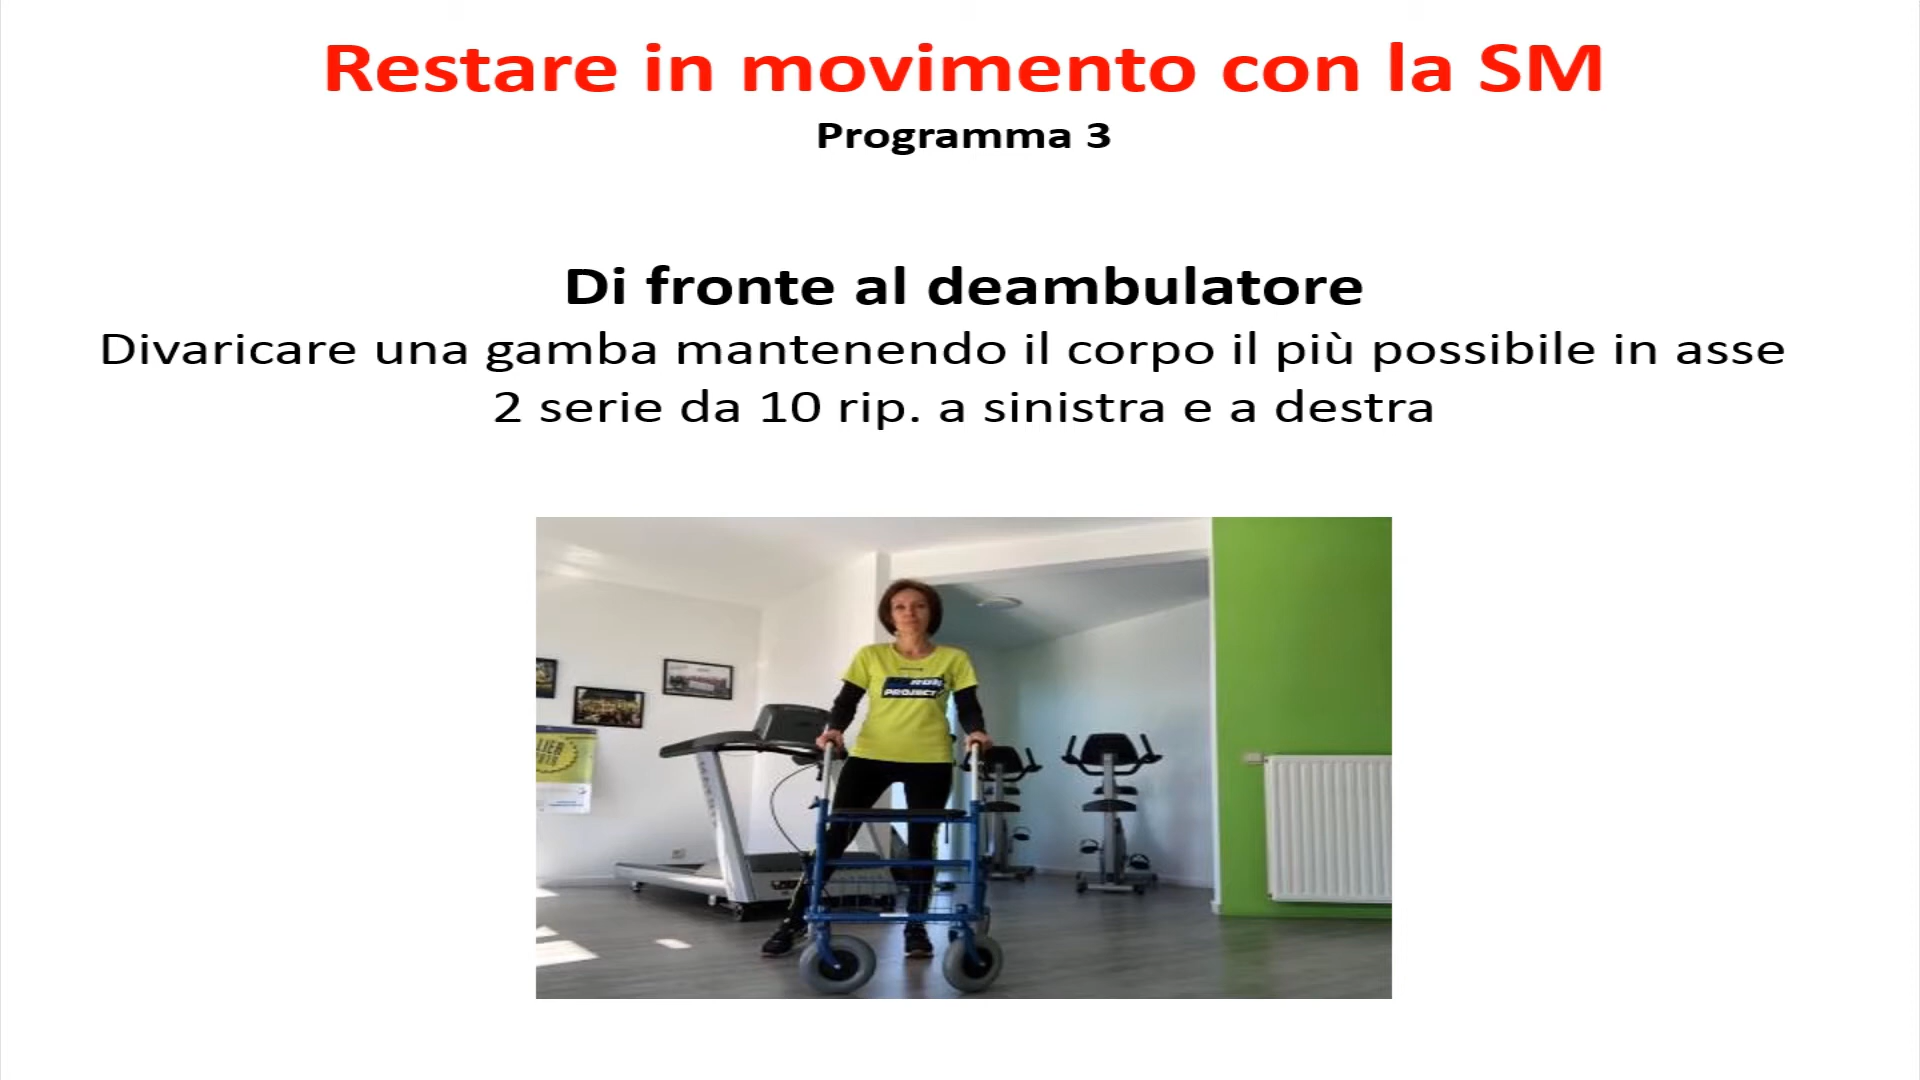 Restare in movimento con la SM
Programma 3
Di fronte al deambulatore
Divaricare una gamba mantenendo il corpo il più possibile in asse
2 serie da 10 rip. a sinistra e a destra
PROJECT